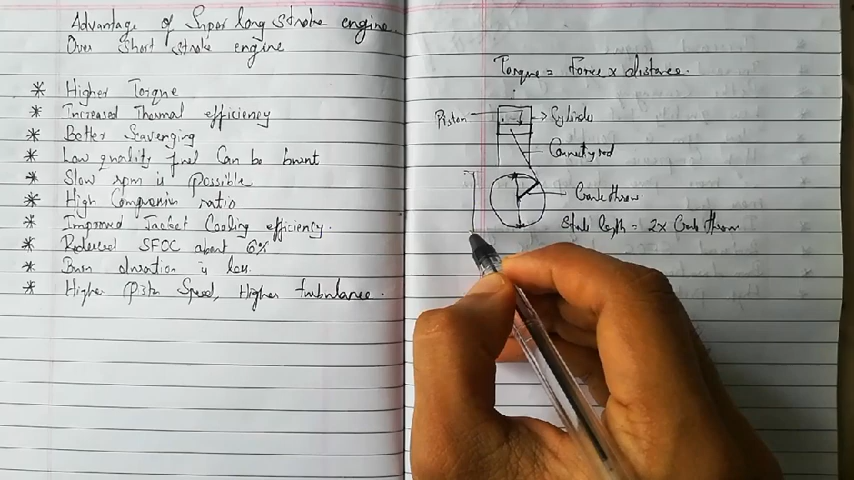 Advantage of Super long stroke engine.
Over Short stroke engine
* Higher Torque
* Increased Thermal efficiency
* Better Scavenging
* Low quality fuel Can be burnt
* Slow rpm is possible
* High Compression ratio
* Improved Jacket Cooling efficiency.
* Reduced SFOC about 6%
* Burn duration is less.
* Higher piston Speed, Higher turbulance.
Torque = Force x distance.
Piston
Cylinder
Connecting rod
Crank throw
Stroke length = 2x Crank throw